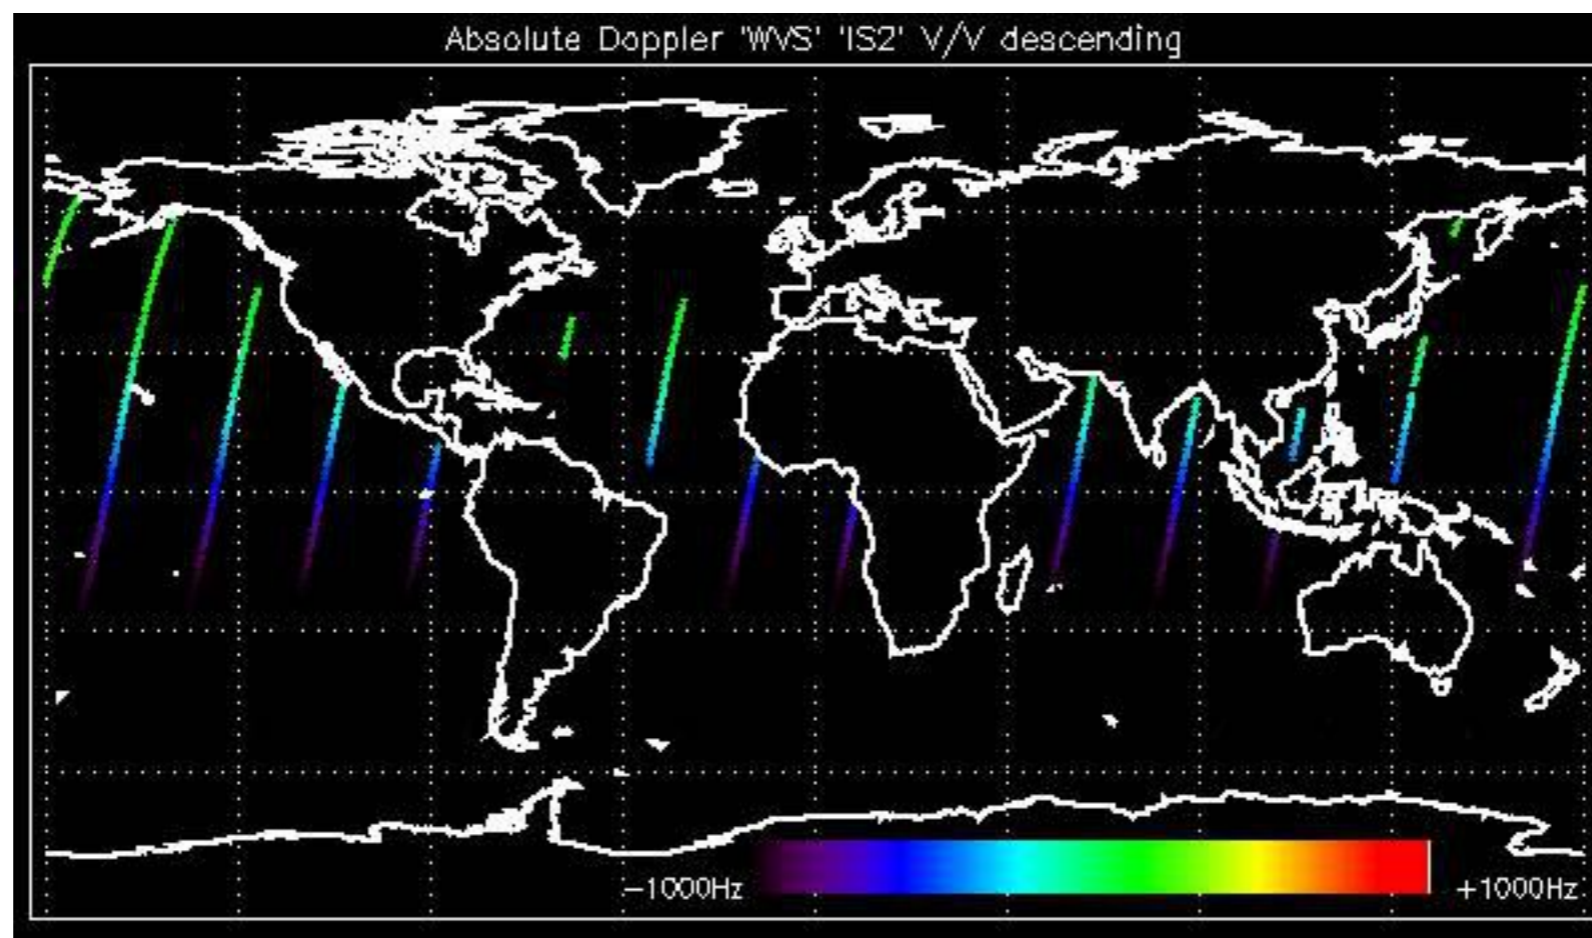 Absolute Doppler 'WVS' 'IS2' V/V descending
−1000Hz
+1000Hz